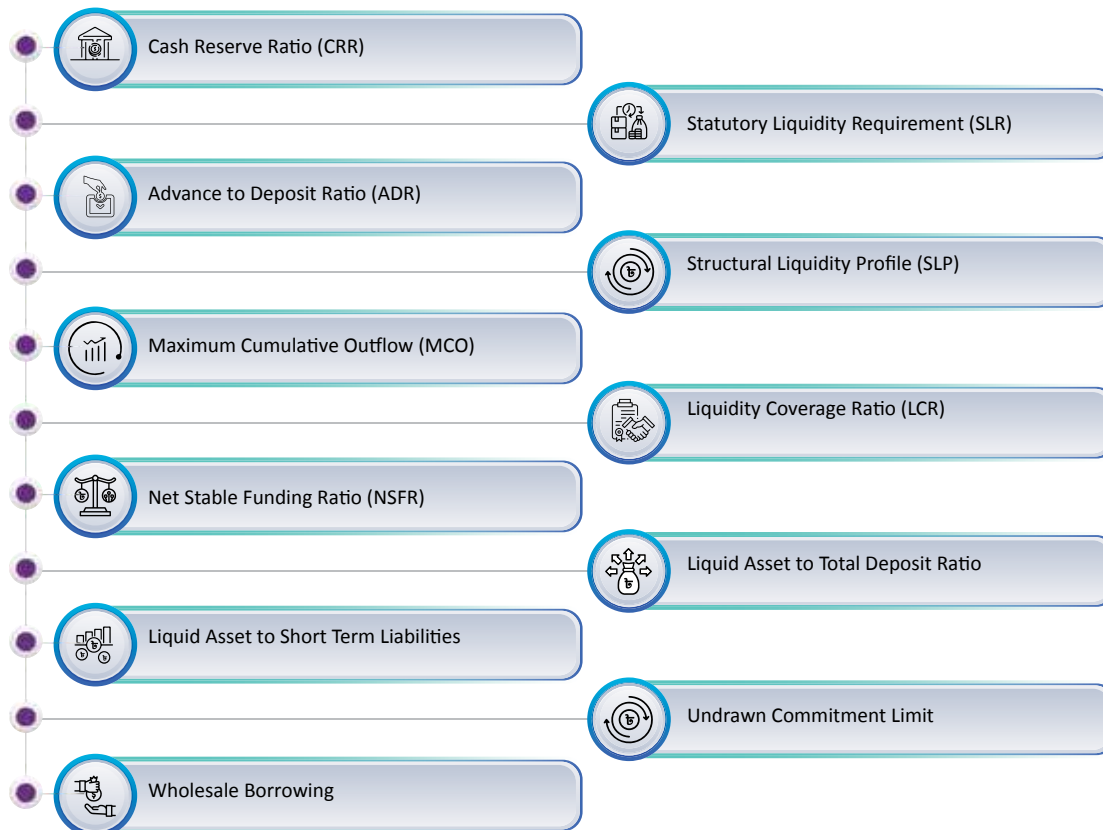 Cash Reserve Ratio (CRR)
Statutory Liquidity Requirement (SLR)
Advance to Deposit Ratio (ADR)
Structural Liquidity Profile (SLP)
Maximum Cumulative Outflow (MCO)
Liquidity Coverage Ratio (LCR)
Net Stable Funding Ratio (NSFR)
Liquid Asset to Total Deposit Ratio
Liquid Asset to Short Term Liabilities
Undrawn Commitment Limit
Wholesale Borrowing